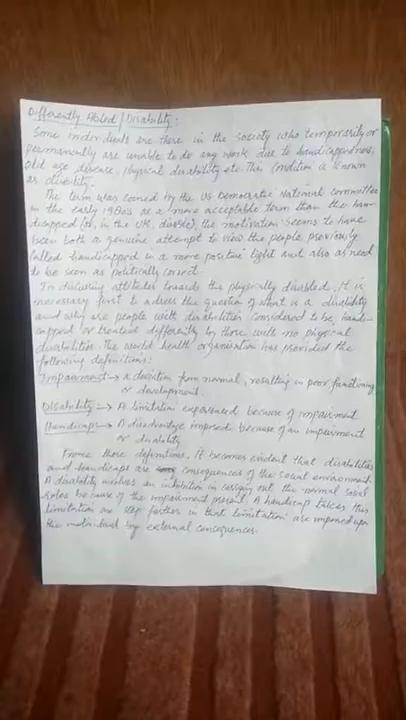 Differently Abled / Disability:
Some individuals are there in the society who temporarily or
permanently are unable to do any work due to handicappedness,
old age disease, physical disability etc. This condition is known
as disability.
The term was coined by the US Democratic National committee
in the early 1980s as a more acceptable term than the han-
dicapped (or, in the UK, disable), the motivation seems to have
been both a genuine attempt to view the people previously
called handicapped in a more positive light and also as need
to be seen as politically correct.
In discussing attitudes towards the physically disabled, it is
necessary first to adress the question of what is a disability
and why are people with disabilities considered to be handi-
capped or treated differently by those with no physical
disabilities. The world health organisation has provided the
following definitions:
Impairment → a deviation from normal, resulting in poor functioning
or development.
Disability → A limitation experienced because of impairment
Handicaps → A disadvantage imposed because of an impairment
or disability
From these definitions, it becomes evident that disabilities
and handicaps are consequences of the social environment.
A disability involves an inhibition in carrying out the normal social
roles because of the impairment present. A handicap takes this
limitation one step farther in that limitation are imposed upon
the individual by external consequences.